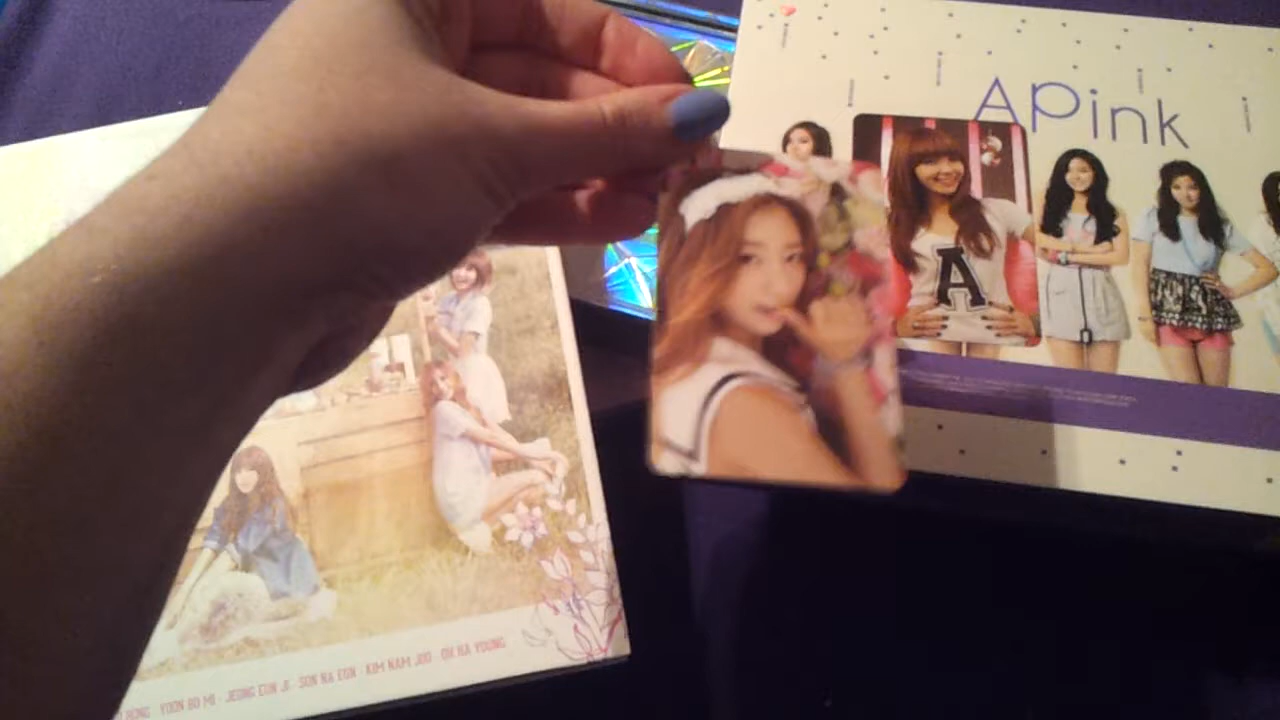 Apink
A
YOON BO MI · JEONG EUN JI · SON NA EUN · KIM NAM JOO · OH HA YOUNG